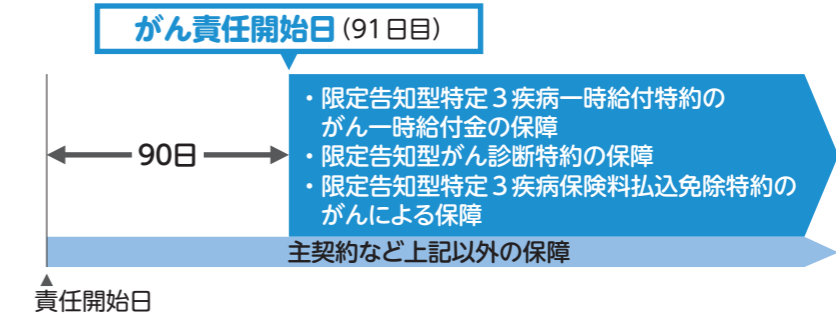 がん責任開始日(91日目)
・限定告知型特定3疾病一時給付特約の
がん一時給付金の保障
・限定告知型がん診断特約の保障
・限定告知型特定3疾病保険料払込免除特約の
がんによる保障
90日
主契約など上記以外の保障
責任開始日